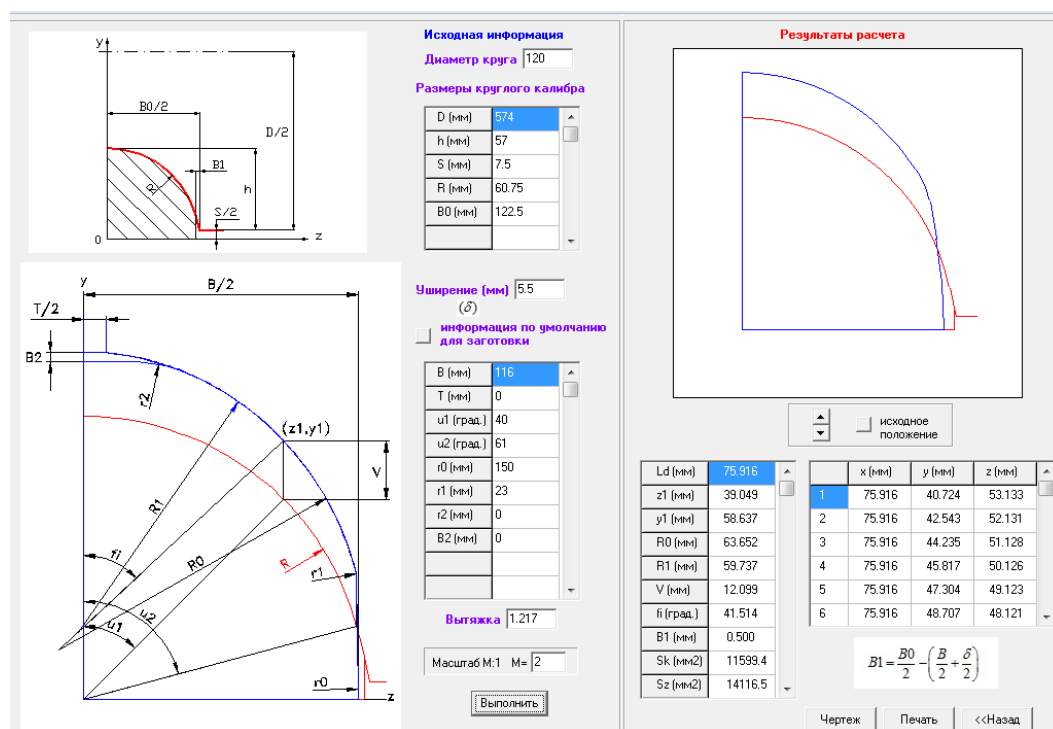 y
B0/2
D/2
B1
R
h
S/2
0
z
Исходная информация
Диаметр круга 120
Размеры круглого калибра
D (мм) 574
h (мм) 57
S (мм) 7.5
R (мм) 60.75
B0 (мм) 122.5
Уширение (мм) 5.5
(δ)
информация по умолчанию
для заготовки
B (мм) 116
T (мм) 0
u1 (град.) 40
u2 (град.) 61
r0 (мм) 150
r1 (мм) 23
r2 (мм) 0
B2 (мм) 0
Вытяжка 1.217
Масштаб М:1 М= 2
Выполнить
y
B/2
T/2
B2
r2
(z1,y1)
V
R1
fi
R0
R
r1
u2
u1
r0
z
Результаты расчета
исходное
положение
Ld (мм) 75.916
z1 (мм) 39.049
y1 (мм) 58.637
R0 (мм) 63.652
R1 (мм) 59.737
V (мм) 12.099
fi (град.) 41.514
B1 (мм) 0.500
Sk (мм2) 11599.4
Sz (мм2) 14116.5
x (мм) y (мм) z (мм)
1 75.916 40.724 53.133
2 75.916 42.543 52.131
3 75.916 44.235 51.128
4 75.916 45.817 50.126
5 75.916 47.304 49.123
6 75.916 48.707 48.121
B1 = B0/2 − (B/2 + δ/2)
Чертеж Печать <<Назад